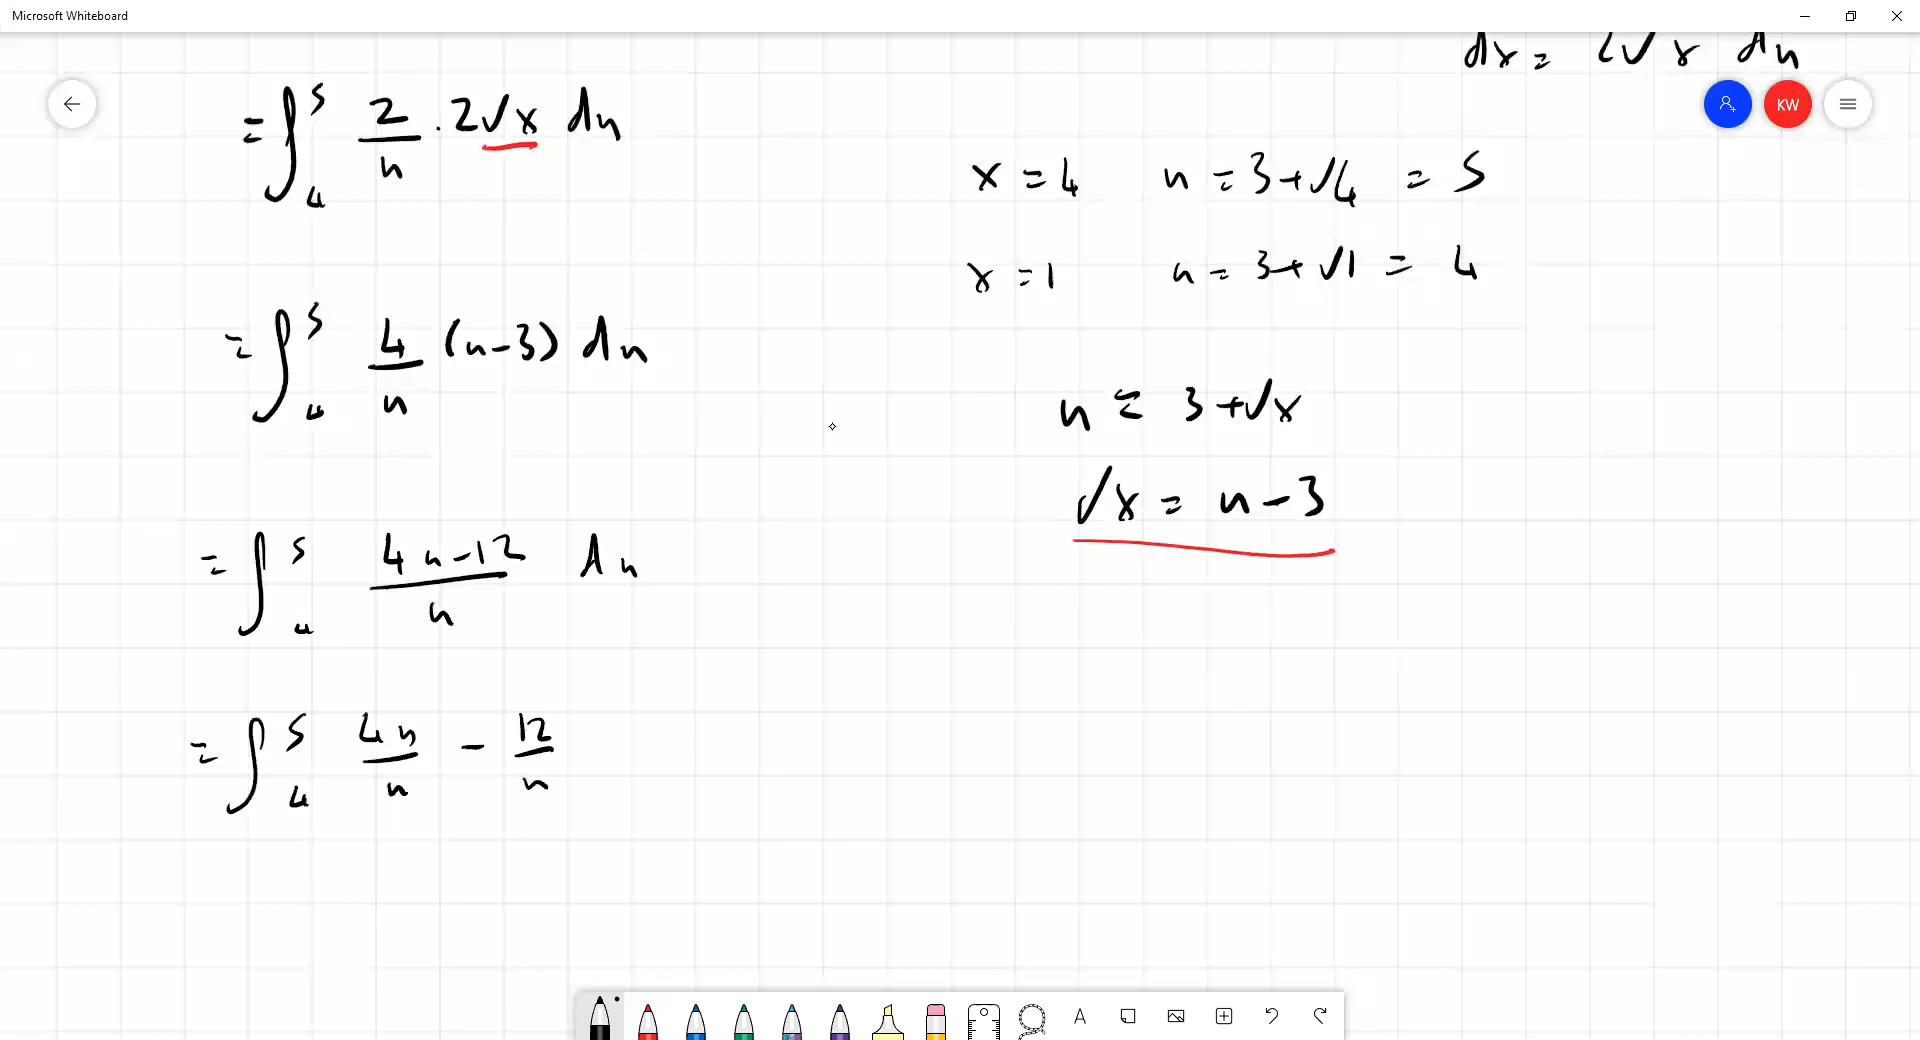 Microsoft Whiteboard
dx = 2√x du
KW
= ∫₄⁵ 2/u . 2√x du
x = 4 u = 3 + √4 = 5
x = 1 u = 3 + √1 = 4
= ∫₄⁵ 4/u (u - 3) du
u = 3 + √x
√x = u - 3
= ∫₄⁵ (4u - 12)/u du
= ∫₄⁵ 4u/u - 12/u